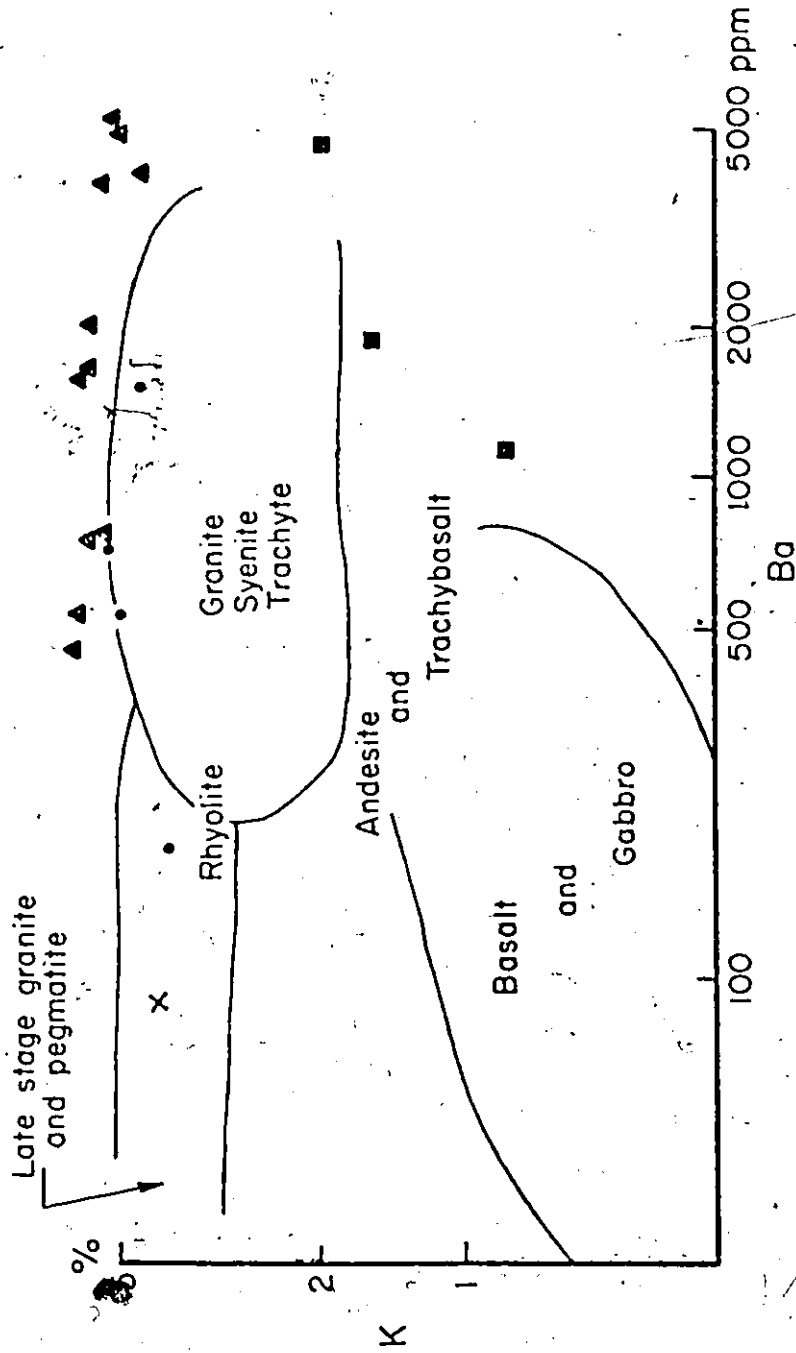 Late stage granite
and pegmatite
%
2
1
K
Rhyolite
Granite
Syenite
Trachyte
Andesite
and
Trachybasalt
Basalt
and
Gabbro
100
500
1000
2000
5000 ppm
Ba